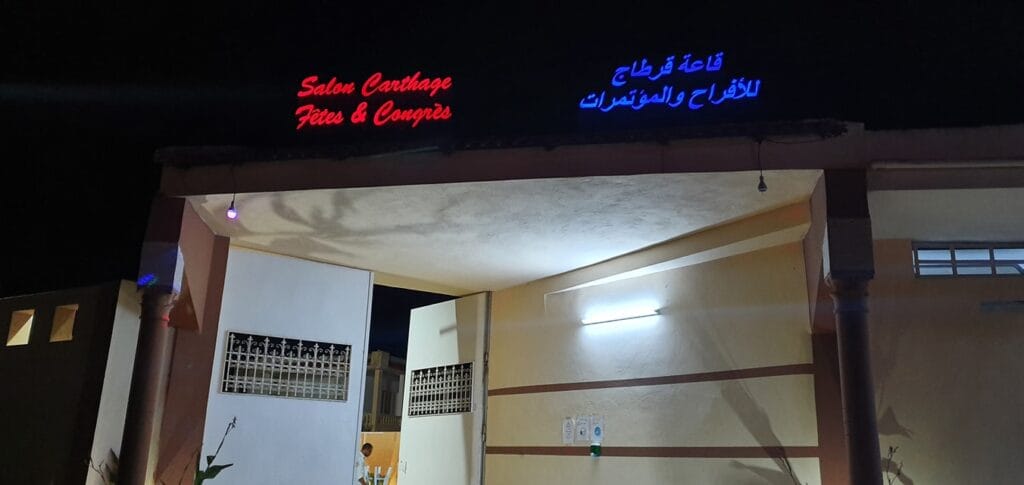 Salon Carthage
Fêtes & Congrès
قاعة قرطاج
للأفراح والمؤتمرات